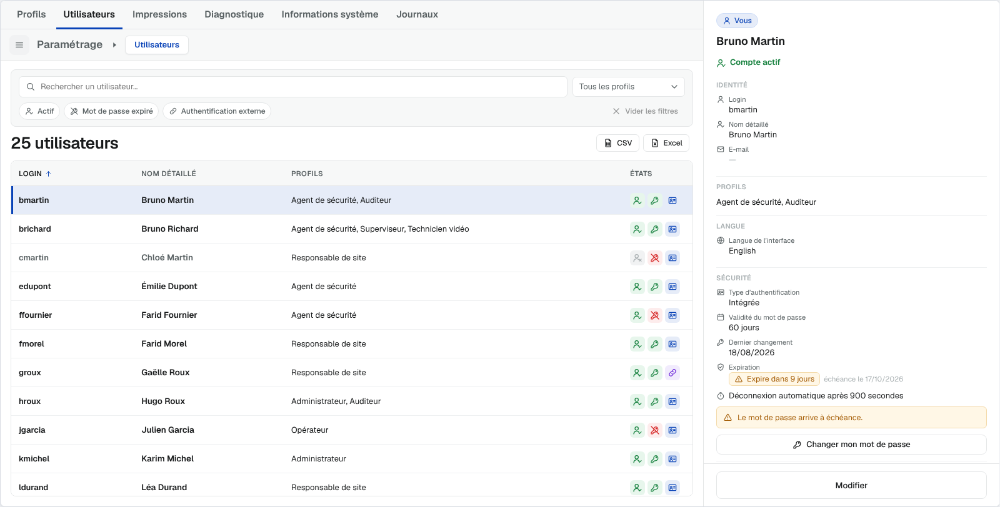 Profils Utilisateurs Impressions Diagnostique Informations système Journaux
Paramétrage Utilisateurs
Rechercher un utilisateur... Tous les profils
Actif Mot de passe expiré Authentification externe Vider les filtres
25 utilisateurs CSV Excel
LOGIN NOM DÉTAILLÉ PROFILS ÉTATS
bmartin Bruno Martin Agent de sécurité, Auditeur
brichard Bruno Richard Agent de sécurité, Superviseur, Technicien vidéo
cmartin Chloé Martin Responsable de site
edupont Émilie Dupont Agent de sécurité
ffournier Farid Fournier Agent de sécurité
fmorel Farid Morel Responsable de site
groux Gaëlle Roux Responsable de site
hroux Hugo Roux Administrateur, Auditeur
jgarcia Julien Garcia Opérateur
kmichel Karim Michel Administrateur
ldurand Léa Durand Responsable de site
Vous
Bruno Martin
Compte actif
IDENTITÉ
Login
bmartin
Nom détaillé
Bruno Martin
E-mail
—
PROFILS
Agent de sécurité, Auditeur
LANGUE
Langue de l'interface
English
SÉCURITÉ
Type d'authentification
Intégrée
Validité du mot de passe
60 jours
Dernier changement
18/08/2026
Expiration
Expire dans 9 jours échéance le 17/10/2026
Déconnexion automatique après 900 secondes
Le mot de passe arrive à échéance.
Changer mon mot de passe
Modifier